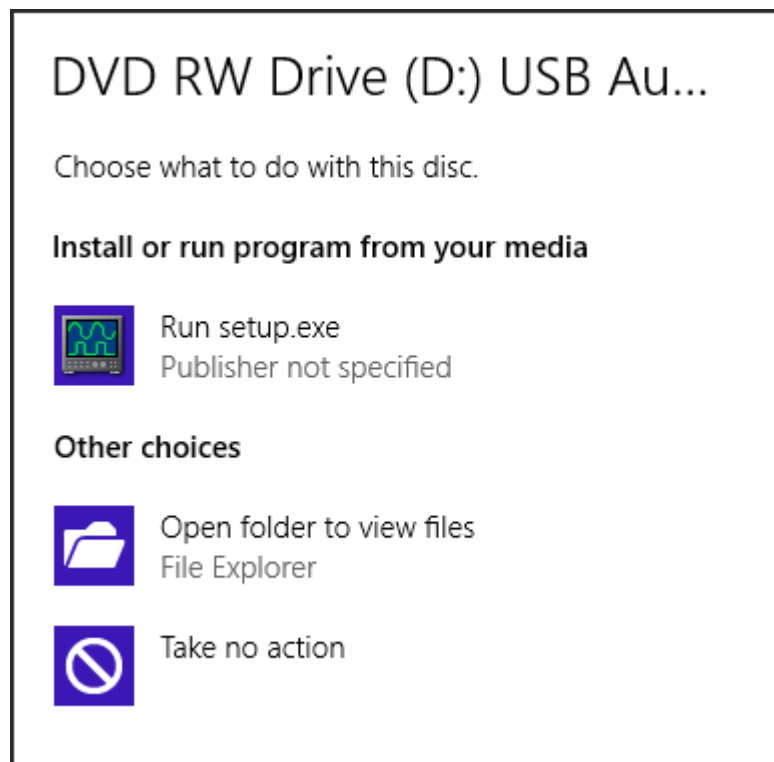 DVD RW Drive (D:) USB Au...
Choose what to do with this disc.
Install or run program from your media
Run setup.exe
Publisher not specified
Other choices
Open folder to view files
File Explorer
Take no action